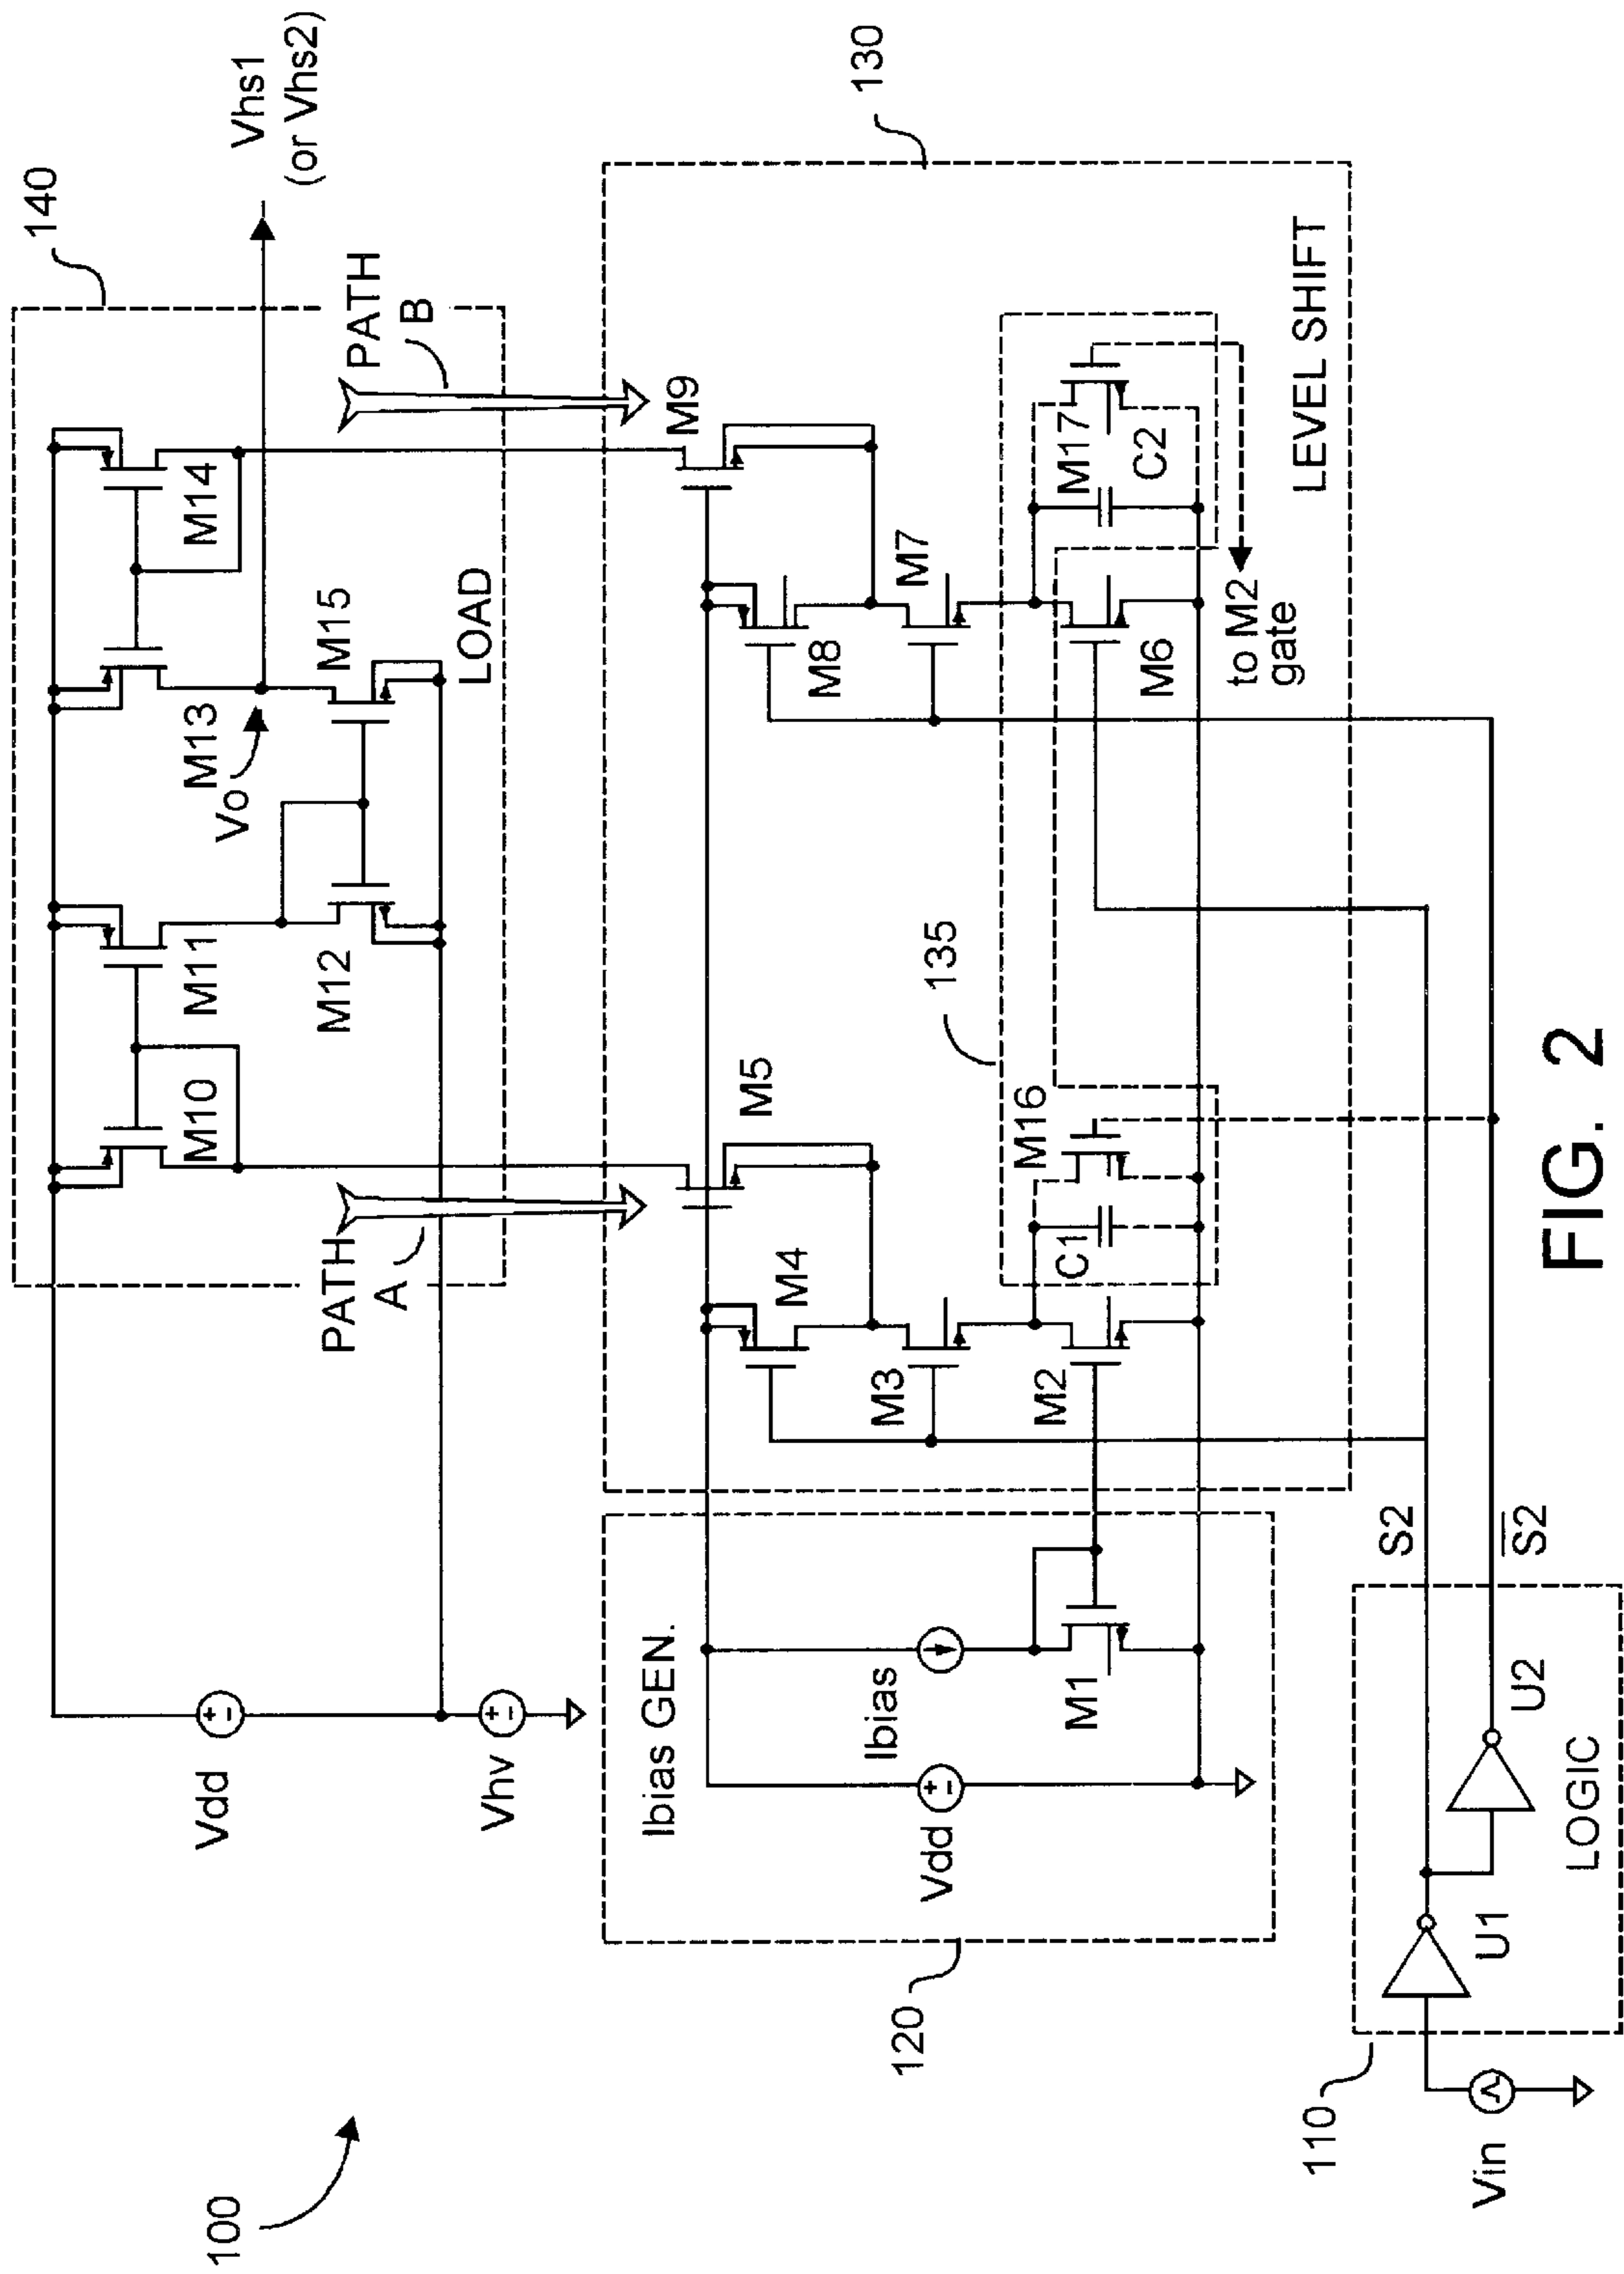 100
140
Vhs1
(or Vhs2)
Vdd
Vhv
M10
M11
M12
M13
Vo
M14
M15
LOAD
PATH
A
PATH
B
130
Ibias GEN.
Vdd
Ibias
M1
120
M5
M4
M3
M2
M16
C1
135
M9
M8
M7
M6
M17
C2
to M2
gate
LEVEL SHIFT
110
Vin
U1
U2
LOGIC
S2
S2
FIG. 2